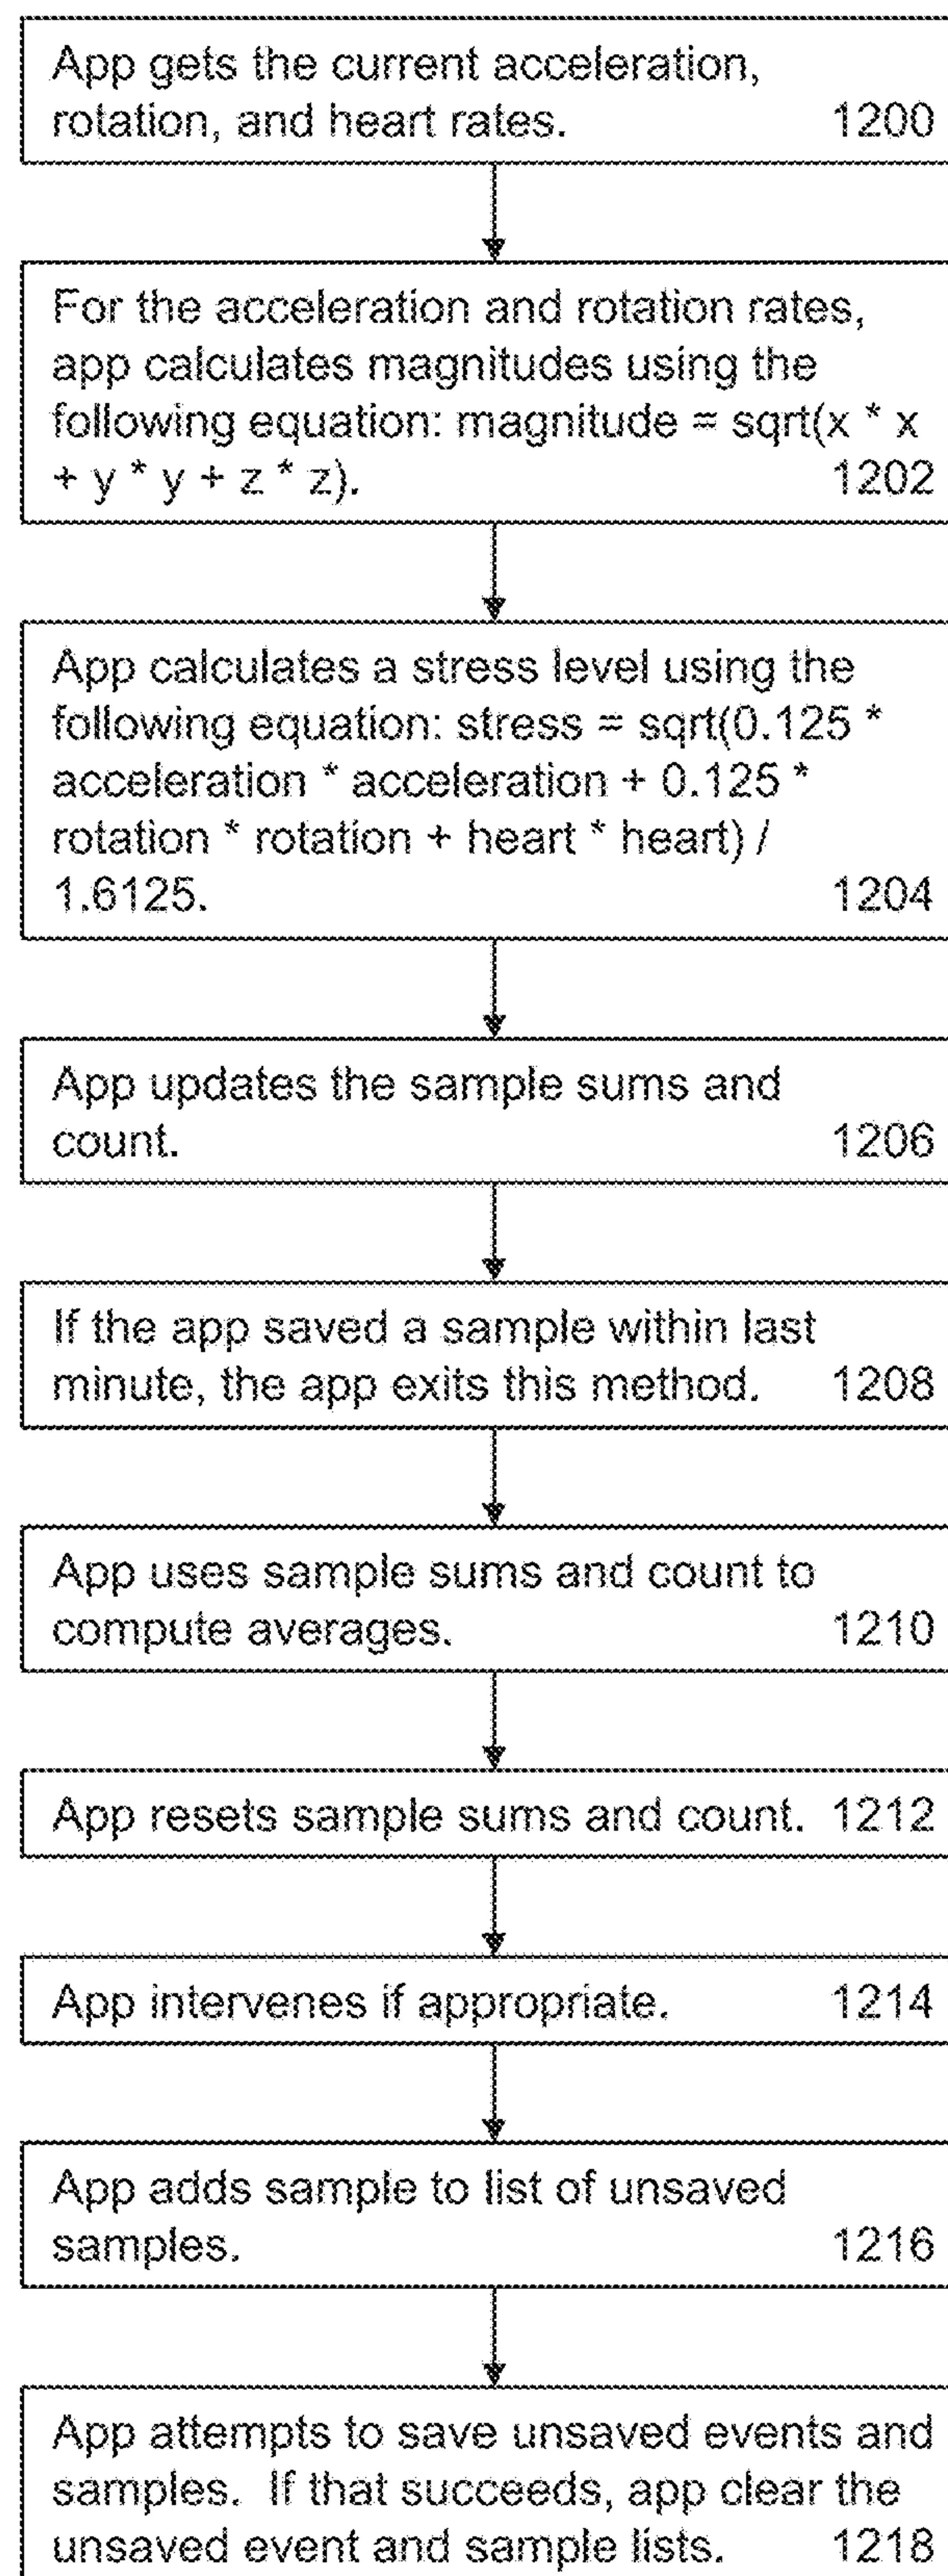 App gets the current acceleration,
rotation, and heart rates. 1200
For the acceleration and rotation rates,
app calculates magnitudes using the
following equation: magnitude = sqrt(x * x
+ y * y + z * z). 1202
App calculates a stress level using the
following equation: stress = sqrt(0.125 *
acceleration * acceleration + 0.125 *
rotation * rotation + heart * heart) /
1.6125. 1204
App updates the sample sums and
count. 1206
If the app saved a sample within last
minute, the app exits this method. 1208
App uses sample sums and count to
compute averages. 1210
App resets sample sums and count. 1212
App intervenes if appropriate. 1214
App adds sample to list of unsaved
samples. 1216
App attempts to save unsaved events and
samples. If that succeeds, app clear the
unsaved event and sample lists. 1218